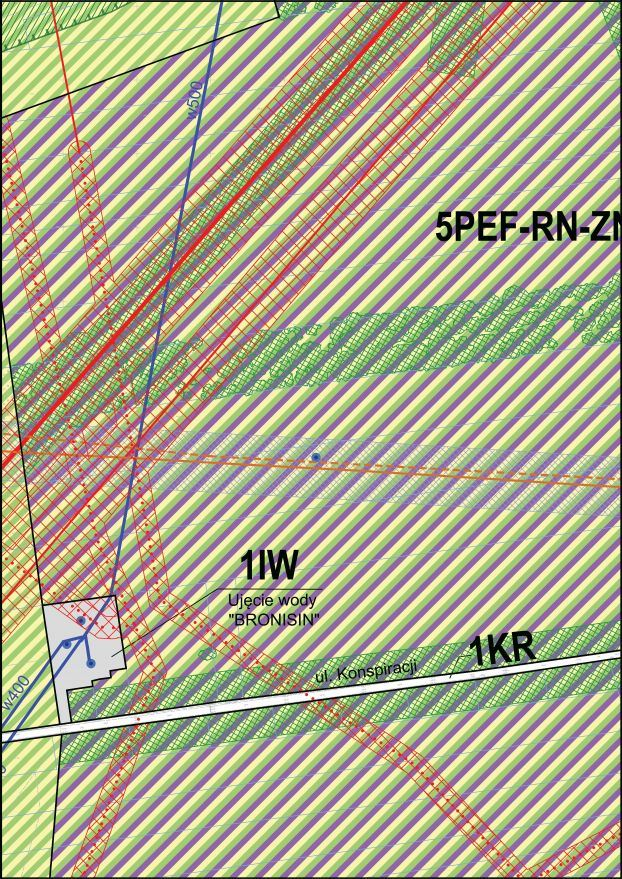 w500
5PEF-RN-ZN
1IW
Ujęcie wody
"BRONISIN"
1KR
ul. Konspiracji
w400